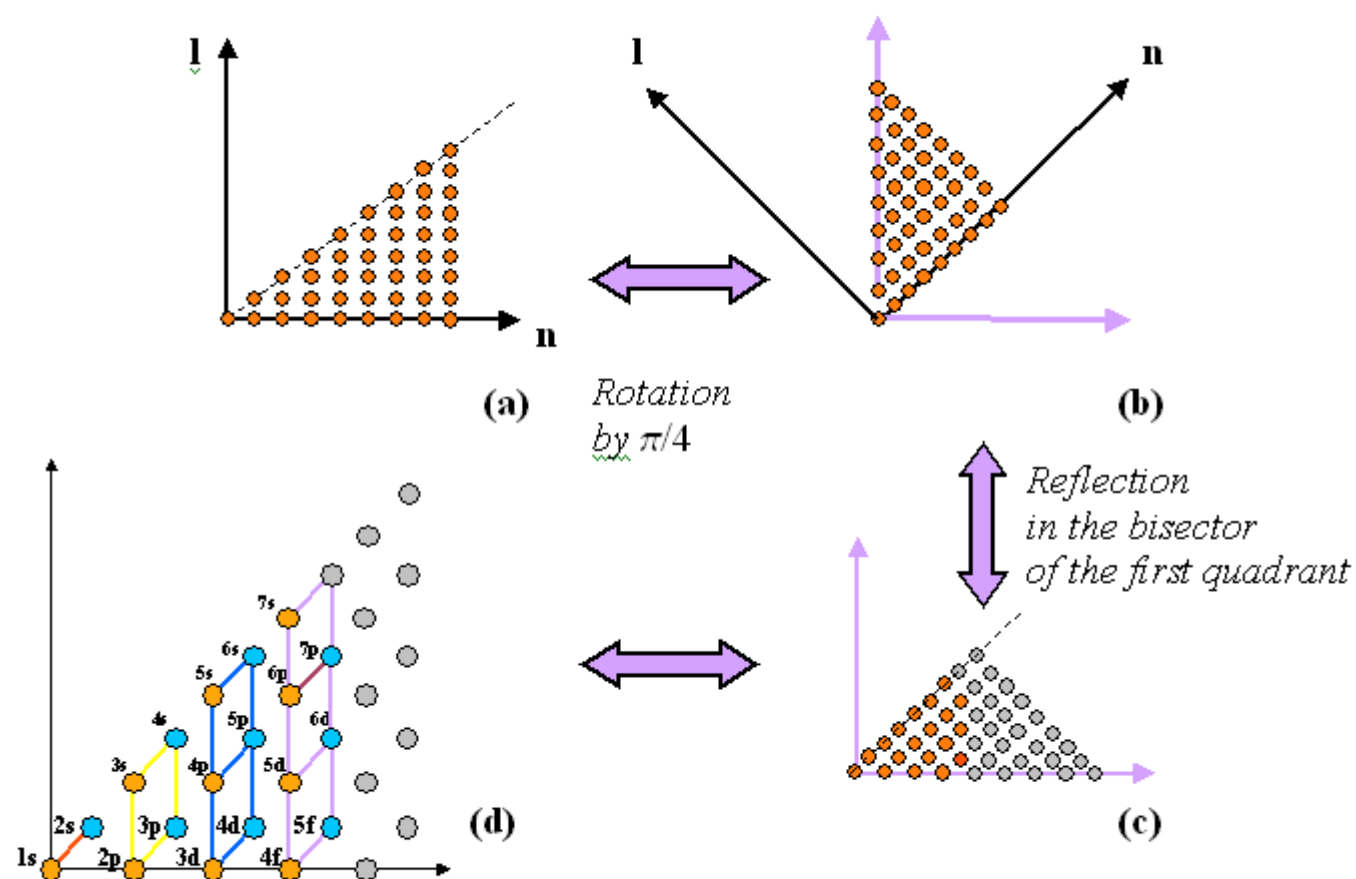 l
n
(a)
l
n
(b)
Rotation
by π/4
Reflection
in the bisector
of the first quadrant
(c)
7s
6s
7p
5s
6p
4s
5p
6d
3s
4p
5d
2s
3p
4d
5f
1s
2p
3d
4f
(d)